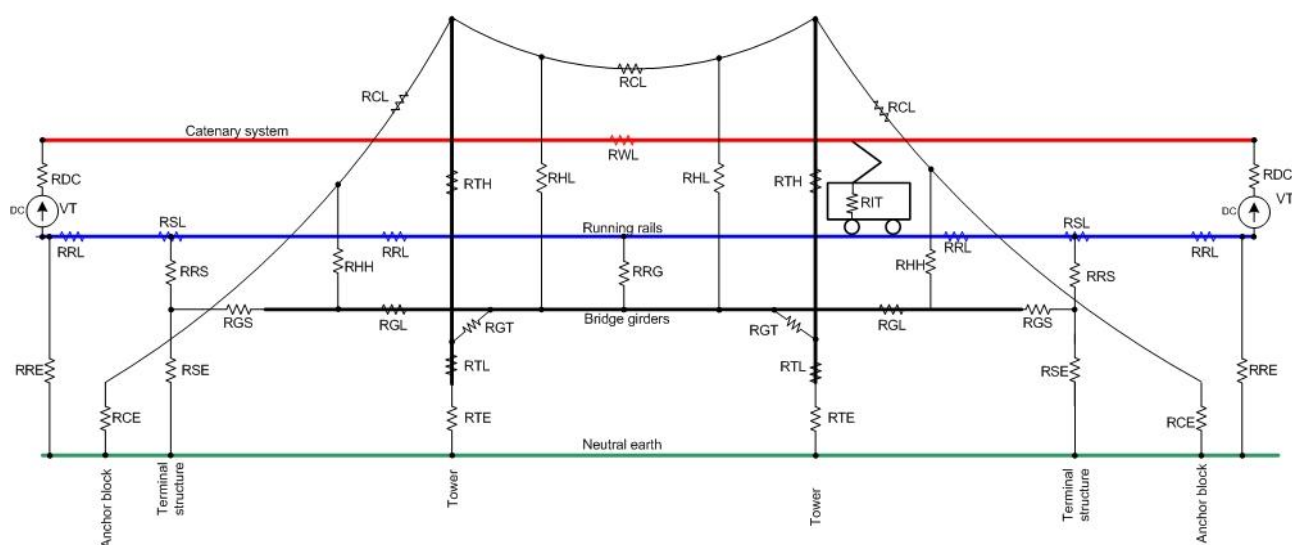 RCL
RCL
RCL
Catenary system
RWL
RDC
RTH
RHL
RHL
RTH
RIT
RDC
DC
VT
DC
VT
RSL
Running rails
RSL
RRL
RRL
RRL
RRL
RRS
RHH
RRG
RHH
RRS
RGS
RGL
Bridge girders
RGT
RGT
RGL
RGS
RRE
RSE
RTL
RTL
RSE
RRE
RCE
RTE
RTE
RCE
Neutral earth
Anchor block
Terminal
structure
Tower
Tower
Terminal
structure
Anchor block